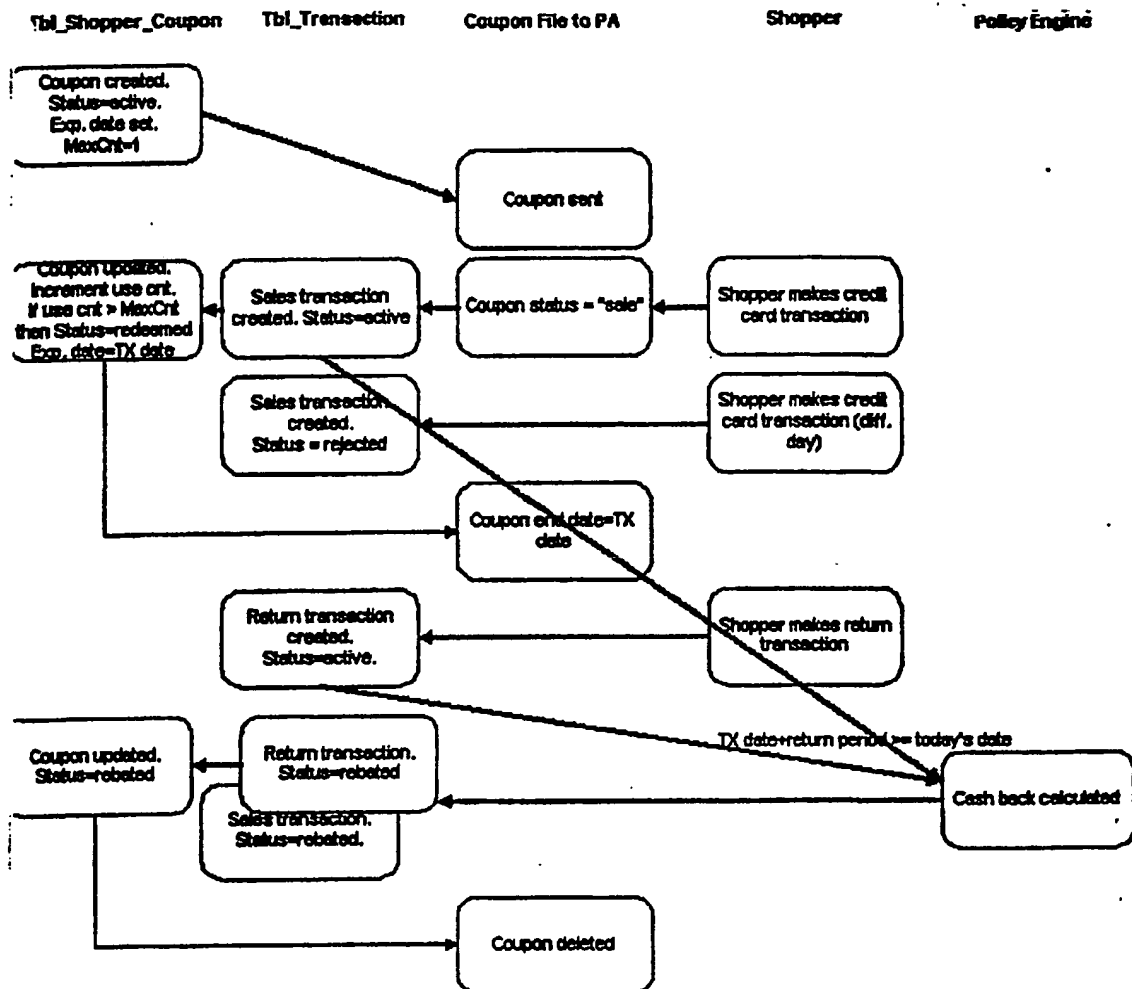 Tbl_Shopper_Coupon
Tbl_Transaction
Coupon File to PA
Shopper
Policy Engine
Coupon created.
Status=active.
Exp. date set.
MaxCnt=1
Coupon sent
Coupon updated.
Increment use cnt.
If use cnt > MaxCnt
then Status=redeemed
Exp. date=TX date
Sales transaction
created. Status=active
Coupon status = "sale"
Shopper makes credit
card transaction
Sales transaction
created.
Status = rejected
Shopper makes credit
card transaction (diff.
day)
Coupon end date=TX
date
Return transaction
created.
Status=active.
Shopper makes return
transaction
TX date+return period >= today's date
Coupon updated.
Status=rebated
Return transaction.
Status=rebated
Sales transaction.
Status=rebated.
Cash back calculated
Coupon deleted